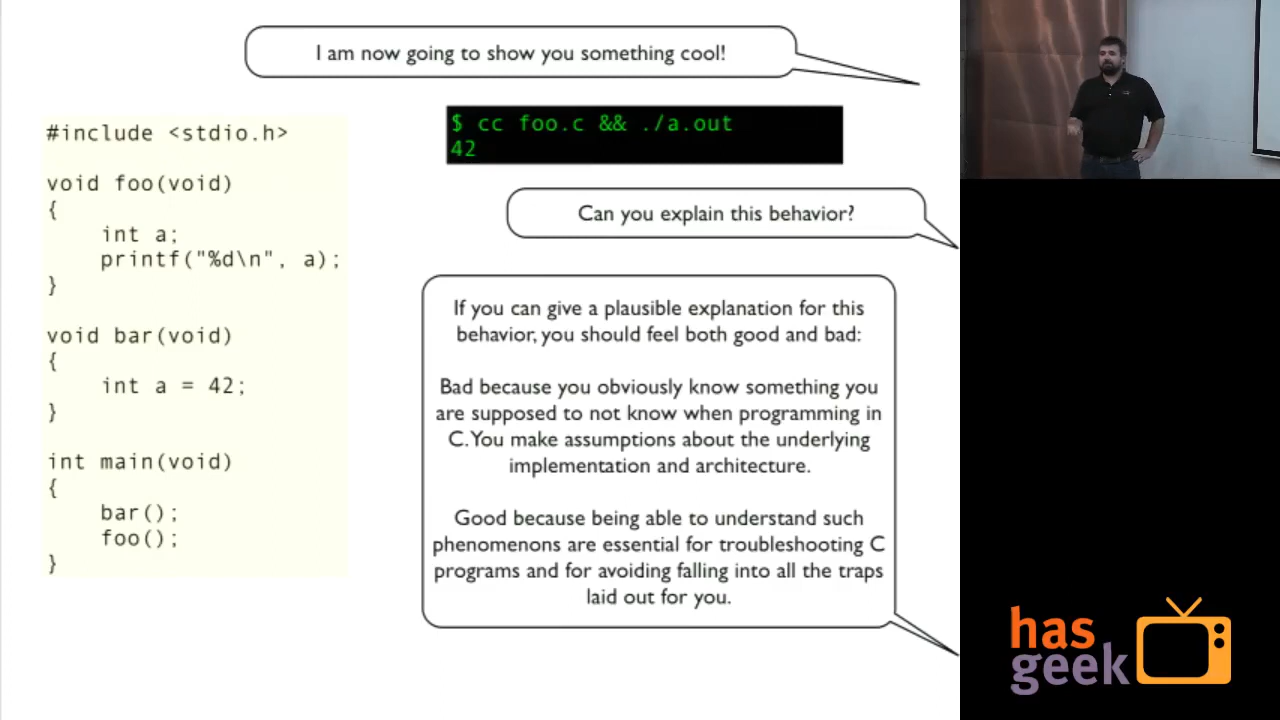 I am now going to show you something cool!
#include <stdio.h>
void foo(void)
{
    int a;
    printf("%d\n", a);
}
void bar(void)
{
    int a = 42;
}
int main(void)
{
    bar();
    foo();
}
$ cc foo.c && ./a.out
42
Can you explain this behavior?
If you can give a plausible explanation for this
behavior, you should feel both good and bad:
Bad because you obviously know something you
are supposed to not know when programming in
C. You make assumptions about the underlying
implementation and architecture.
Good because being able to understand such
phenomenons are essential for troubleshooting C
programs and for avoiding falling into all the traps
laid out for you.
has
geek